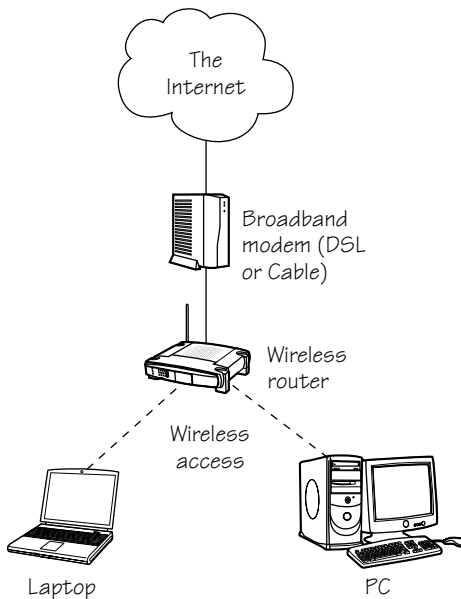 The
Internet
Broadband
modem (DSL
or Cable)
Wireless
router
Wireless
access
Laptop
PC